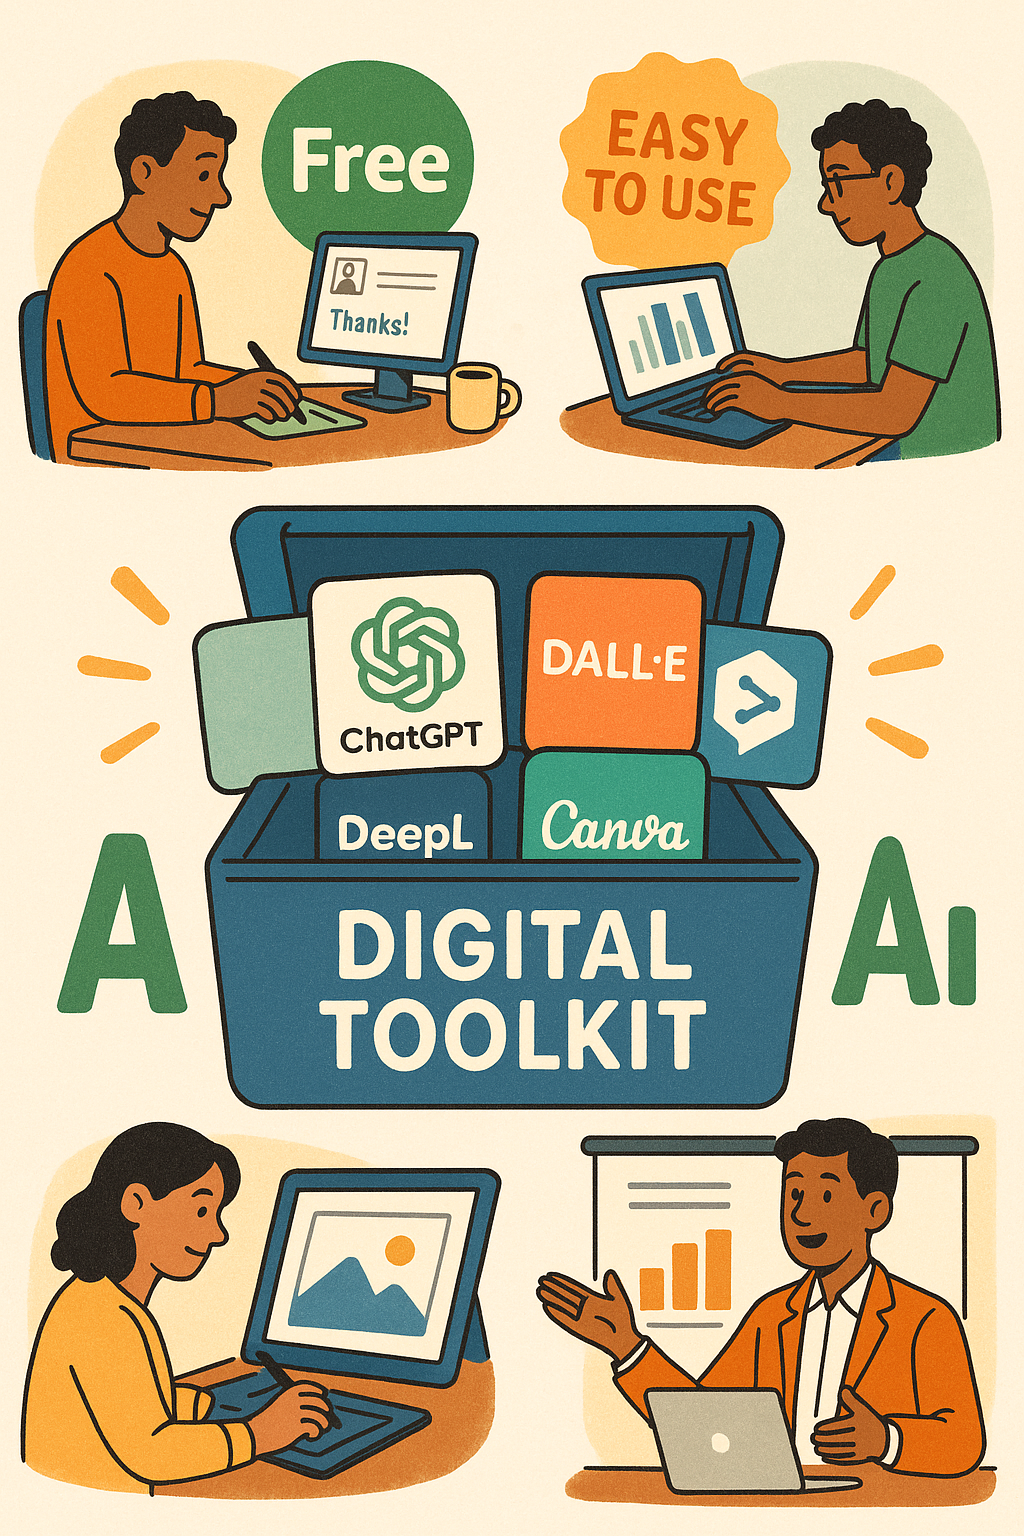 Free
EASY
TO USE
Thanks!
ChatGPT
DALL·E
DeepL
Canva
A
AI
DIGITAL
TOOLKIT